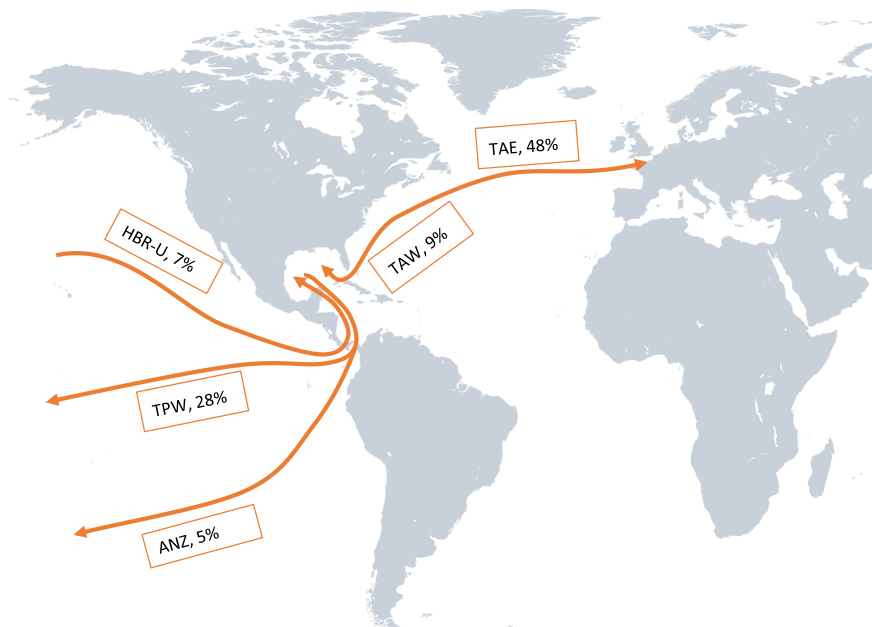 TAE, 48%
HBR-U, 7%
TAW, 9%
TPW, 28%
ANZ, 5%